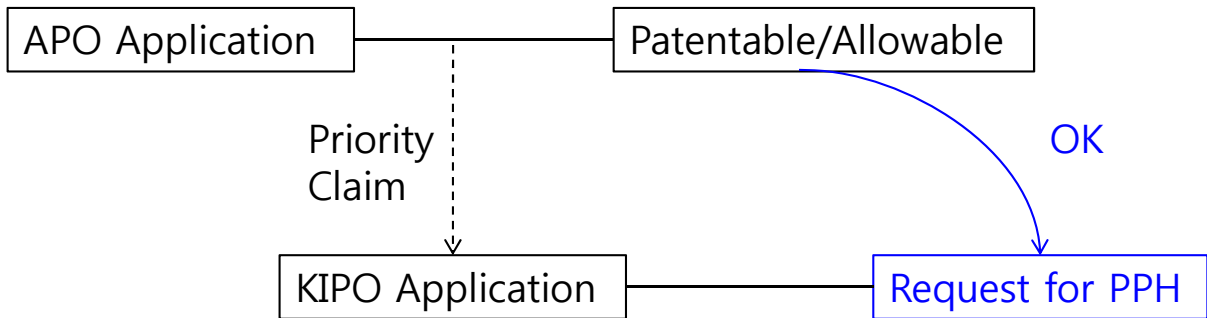 APO Application
Patentable/Allowable
Priority
Claim
OK
KIPO Application
Request for PPH